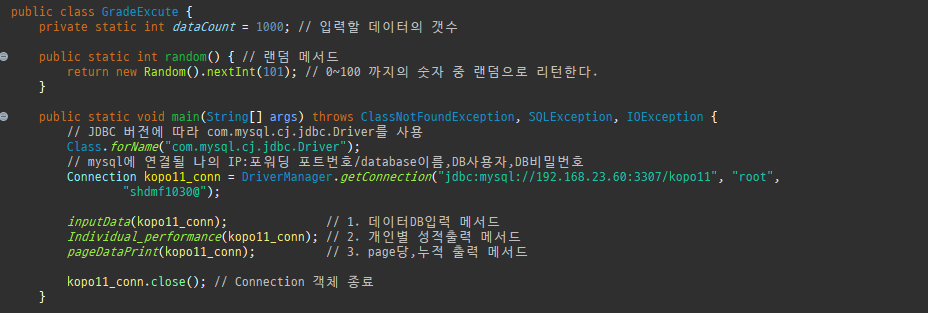 public class GradeExcute {
private static int dataCount = 1000; // 입력할 데이터의 갯수
public static int random() { // 랜덤 메서드
return new Random().nextInt(101); // 0~100 까지의 숫자 중 랜덤으로 리턴한다.
}
public static void main(String[] args) throws ClassNotFoundException, SQLException, IOException {
// JDBC 버젼에 따라 com.mysql.cj.jdbc.Driver를 사용
Class.forName("com.mysql.cj.jdbc.Driver");
// mysql에 연결될 나의 IP:포워딩 포트번호/database이름,DB사용자,DB비밀번호
Connection kopo11_conn = DriverManager.getConnection("jdbc:mysql://192.168.23.60:3307/kopo11", "root",
"shdmf1030@");
inputData(kopo11_conn); // 1. 데이터DB입력 메서드
Individual_performance(kopo11_conn); // 2. 개인별 성적출력 메서드
pageDataPrint(kopo11_conn); // 3. page당,누적 출력 메서드
kopo11_conn.close(); // Connection 객체 종료
}